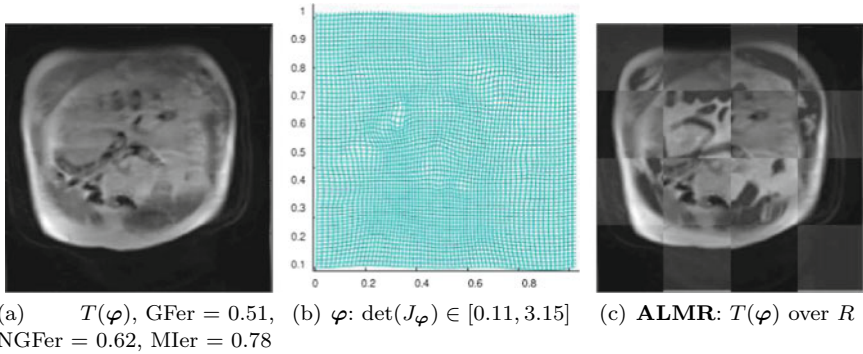 1
0.9
0.8
0.7
0.6
0.5
0.4
0.3
0.2
0.1
0 0.2 0.4 0.6 0.8
(a) T(φ), GFer = 0.51,
NGFer = 0.62, MIer = 0.78
(b) φ: det(J_φ) ∈ [0.11, 3.15]
(c) ALMR: T(φ) over R